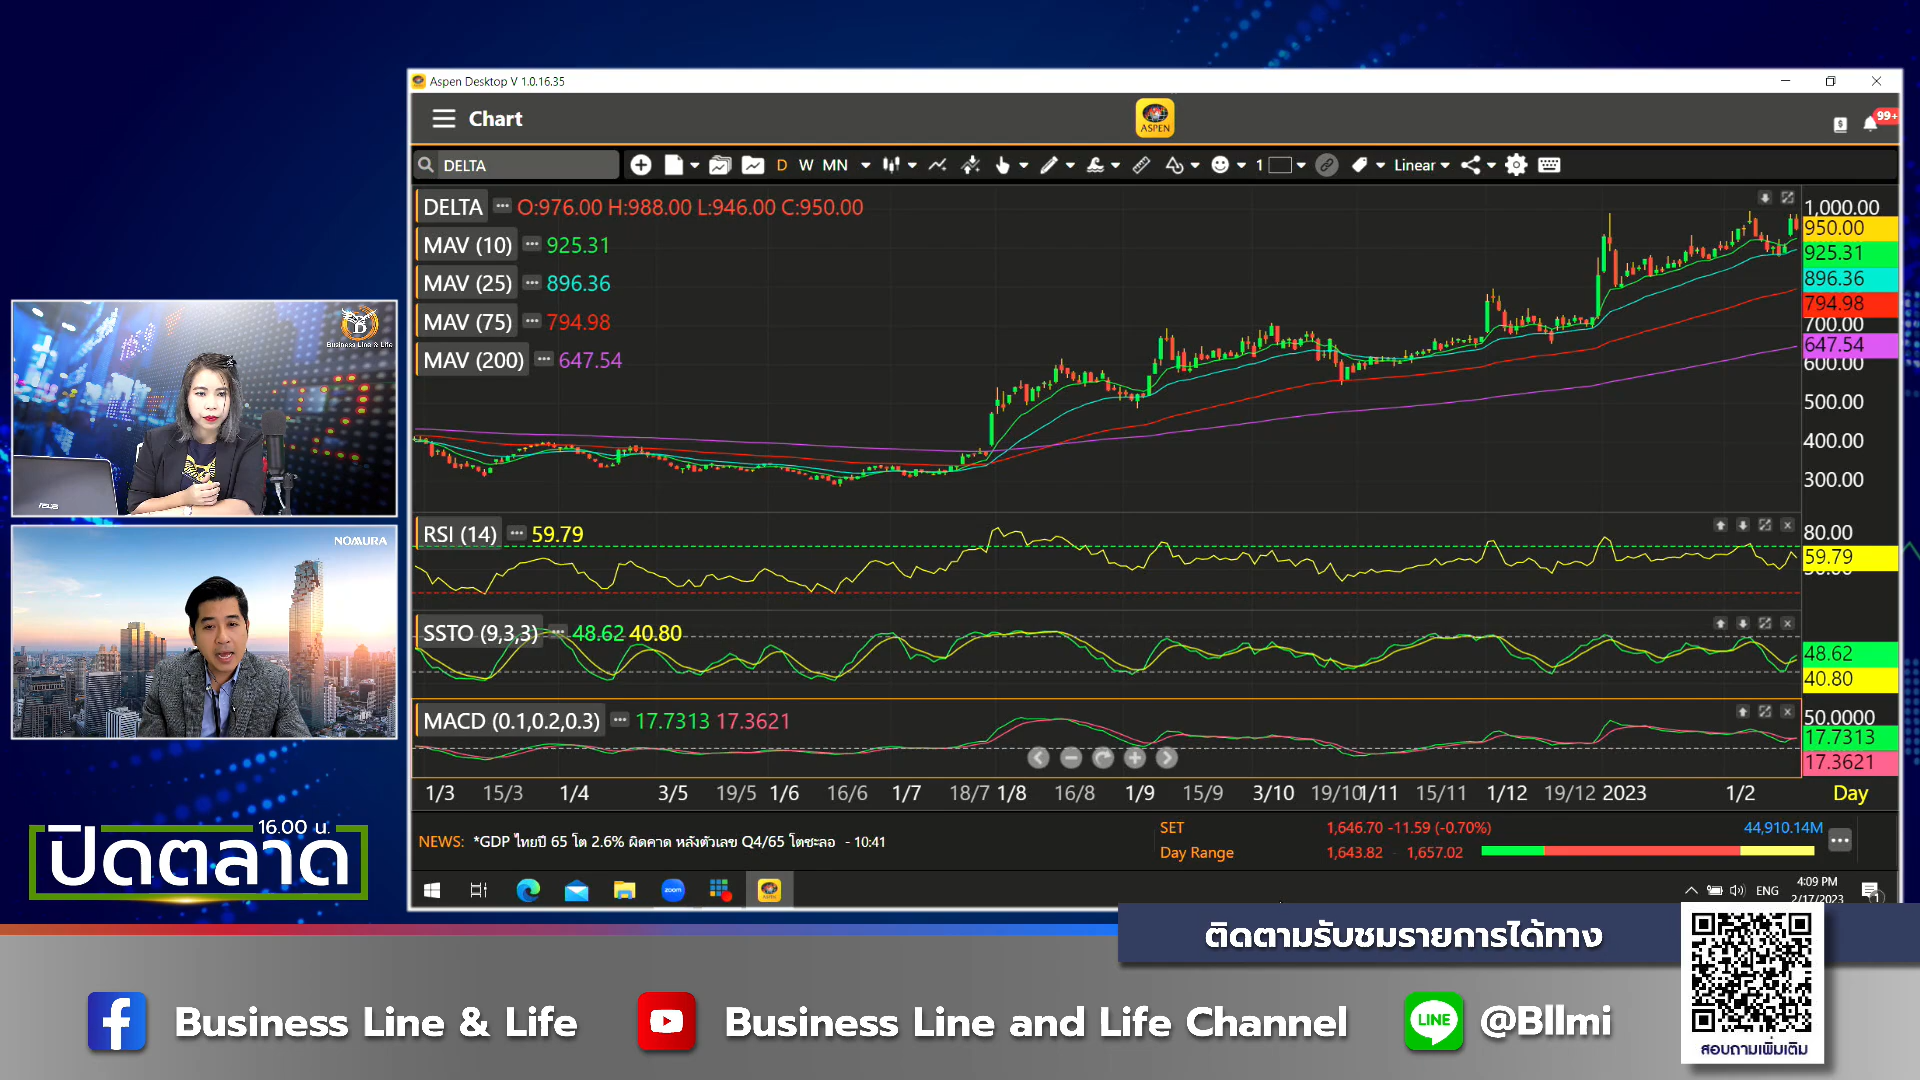 Aspen Desktop V 1.0.16.35
Chart
ASPEN
99+
DELTA
D W MN
1
Linear
DELTA O:976.00 H:988.00 L:946.00 C:950.00
MAV (10) 925.31
MAV (25) 896.36
MAV (75) 794.98
MAV (200) 647.54
1,000.00
950.00
925.31
896.36
794.98
700.00
647.54
600.00
500.00
400.00
300.00
RSI (14) 59.79
80.00
59.79
SSTO (9,3,3) 48.62 40.80
48.62
40.80
MACD (0.1,0.2,0.3) 17.7313 17.3621
50.0000
17.7313
17.3621
1/3 15/3 1/4 3/5 19/5 1/6 16/6 1/7 18/7 1/8 16/8 1/9 15/9 3/10 19/10 1/11 15/11 1/12 19/12 2023 1/2 Day
NEWS: *GDP ไทยปี 65 โต 2.6% ผิดคาด หลังตัวเลข Q4/65 โตชะลอ - 10:41
SET 1,646.70 -11.59 (-0.70%) 44,910.14M
Day Range 1,643.82 - 1,657.02
zoom
ENG
4:09 PM
2/17/2023
1
Business Line & Life
ASUS
NOMURA
16.00 น.
ปิดตลาด
ติดตามรับชมรายการได้ทาง
Business Line & Life
Business Line and Life Channel
LINE
@Bllmi
สอบถามเพิ่มเติม